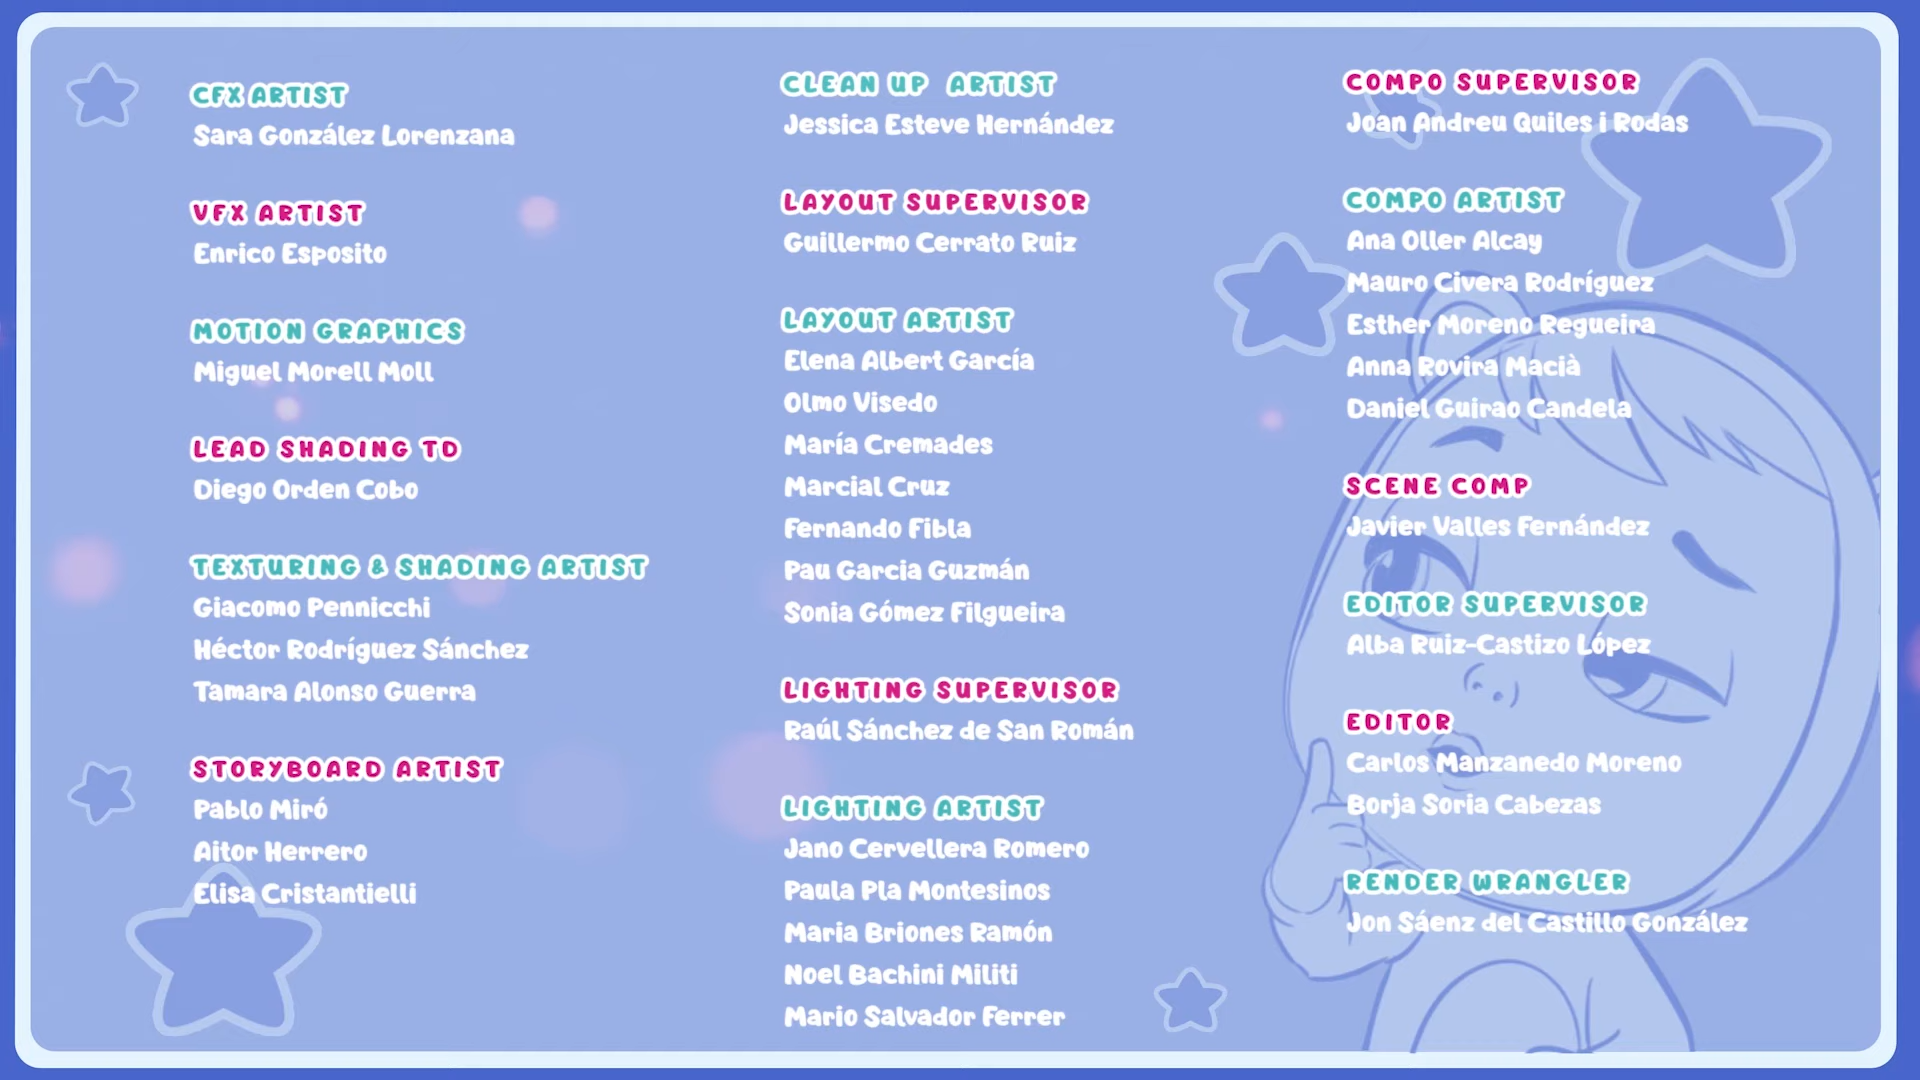 CFX ARTIST
Sara González Lorenzana
VFX ARTIST
Enrico Esposito
MOTION GRAPHICS
Miguel Morell Moll
LEAD SHADING TD
Diego Orden Cobo
TEXTURING & SHADING ARTIST
Giacomo Pennicchi
Héctor Rodríguez Sánchez
Tamara Alonso Guerra
STORYBOARD ARTIST
Pablo Miró
Aitor Herrero
Elisa Cristantielli
CLEAN UP ARTIST
Jessica Esteve Hernández
LAYOUT SUPERVISOR
Guillermo Cerrato Ruiz
LAYOUT ARTIST
Elena Albert García
Olmo Visedo
María Cremades
Marcial Cruz
Fernando Fibla
Pau Garcia Guzmán
Sonia Gómez Filgueira
LIGHTING SUPERVISOR
Raúl Sánchez de San Román
LIGHTING ARTIST
Jano Cervellera Romero
Paula Pla Montesinos
Maria Briones Ramón
Noel Bachini Militi
Mario Salvador Ferrer
COMPO SUPERVISOR
Joan Andreu Quiles i Rodas
COMPO ARTIST
Ana Oller Alcay
Mauro Civera Rodríguez
Esther Moreno Regueira
Anna Rovira Macià
Daniel Guirao Candela
SCENE COMP
Javier Valles Fernández
EDITOR SUPERVISOR
Alba Ruiz-Castizo López
EDITOR
Carlos Manzanedo Moreno
Borja Soria Cabezas
RENDER WRANGLER
Jon Sáenz del Castillo González